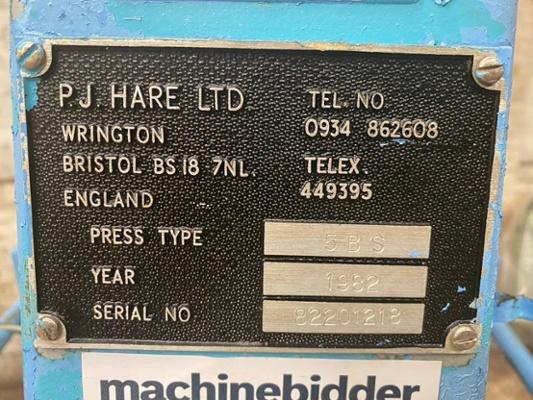 P.J. HARE LTD
WRINGTON
BRISTOL BS18 7NL.
ENGLAND
TEL. NO
0934 862608
TELEX.
449395
PRESS TYPE 5BS
YEAR 1982
SERIAL NO 82201218
machinebidder